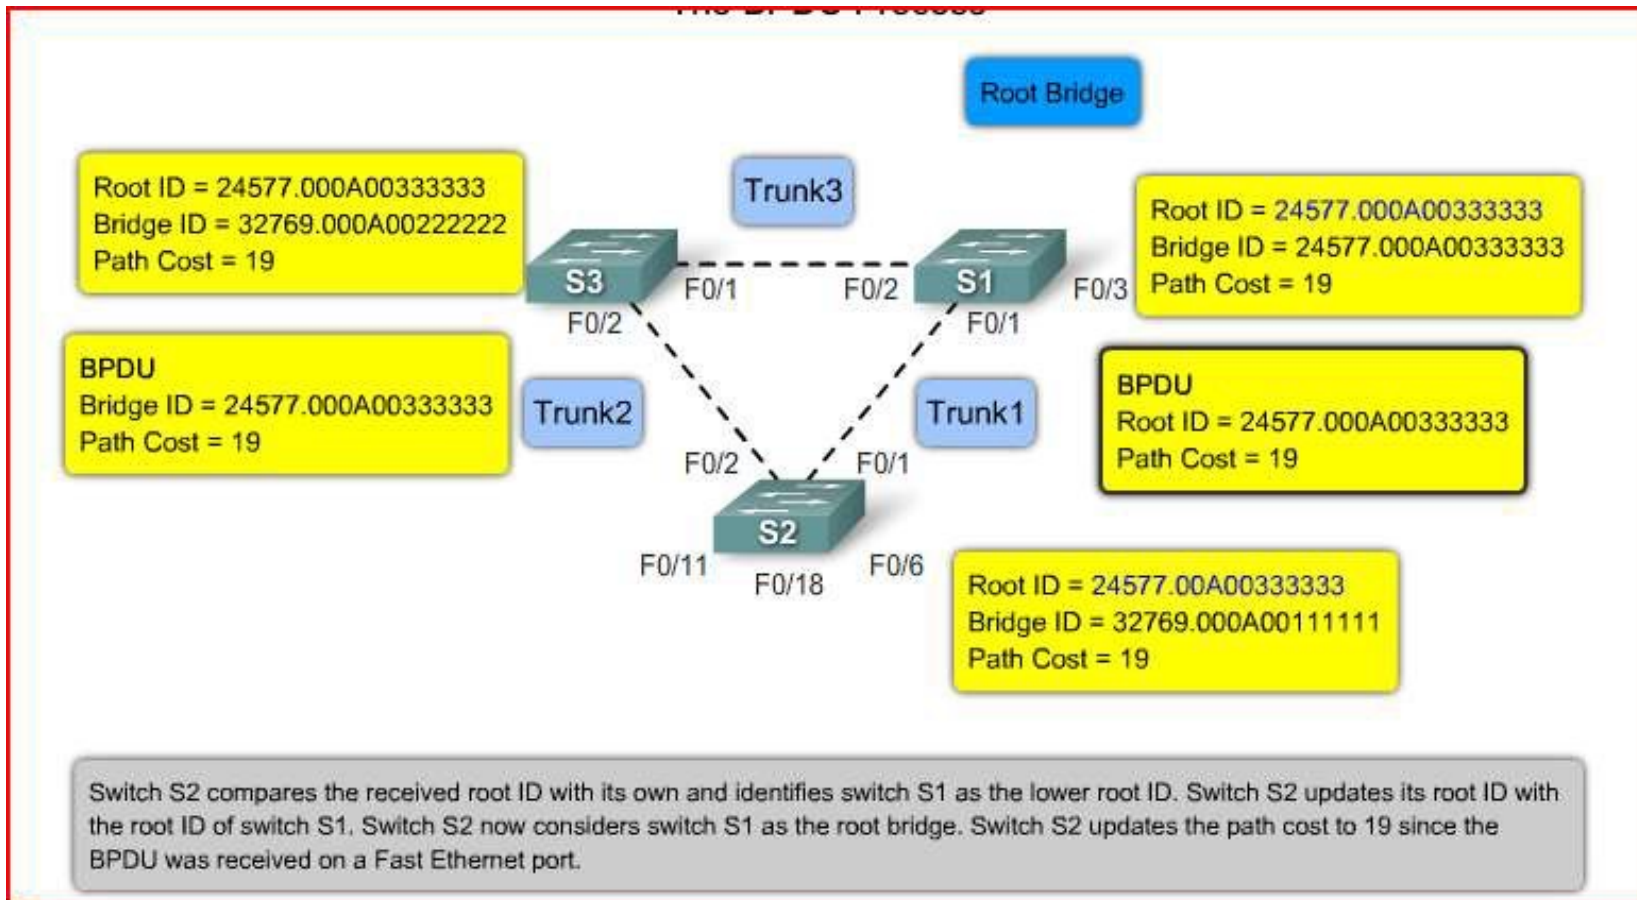 The BPDU Process
Root Bridge
Root ID = 24577.000A00333333
Bridge ID = 32769.000A00222222
Path Cost = 19
Trunk3
Root ID = 24577.000A00333333
Bridge ID = 24577.000A00333333
Path Cost = 19
S3
F0/1
F0/2
S1
F0/3
F0/2
F0/1
BPDU
Bridge ID = 24577.000A00333333
Path Cost = 19
Trunk2
Trunk1
BPDU
Root ID = 24577.000A00333333
Path Cost = 19
F0/2
F0/1
S2
F0/11
F0/18
F0/6
Root ID = 24577.00A00333333
Bridge ID = 32769.000A00111111
Path Cost = 19
Switch S2 compares the received root ID with its own and identifies switch S1 as the lower root ID. Switch S2 updates its root ID with
the root ID of switch S1. Switch S2 now considers switch S1 as the root bridge. Switch S2 updates the path cost to 19 since the
BPDU was received on a Fast Ethernet port.